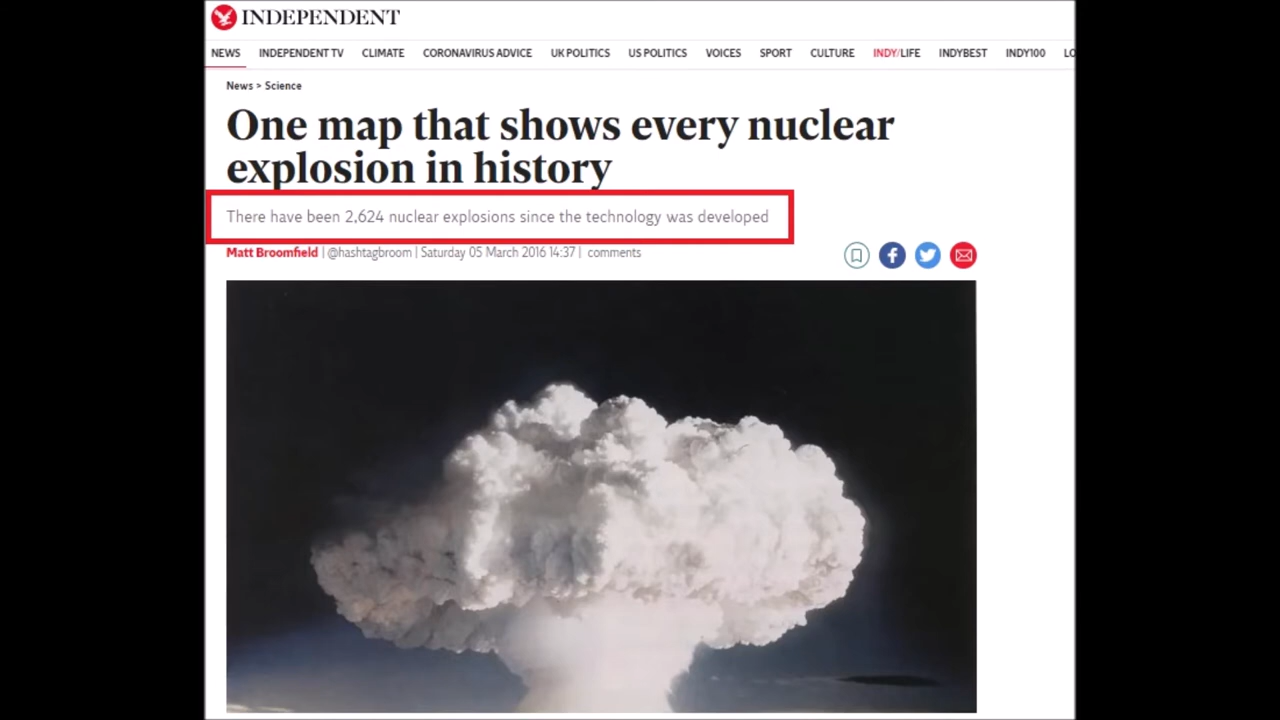 INDEPENDENT
NEWS INDEPENDENT TV CLIMATE CORONAVIRUS ADVICE UK POLITICS US POLITICS VOICES SPORT CULTURE INDY/LIFE INDYBEST INDY100 LO
News > Science
One map that shows every nuclear
explosion in history
There have been 2,624 nuclear explosions since the technology was developed
Matt Broomfield | @hashtagbroom | Saturday 05 March 2016 14:37 | comments